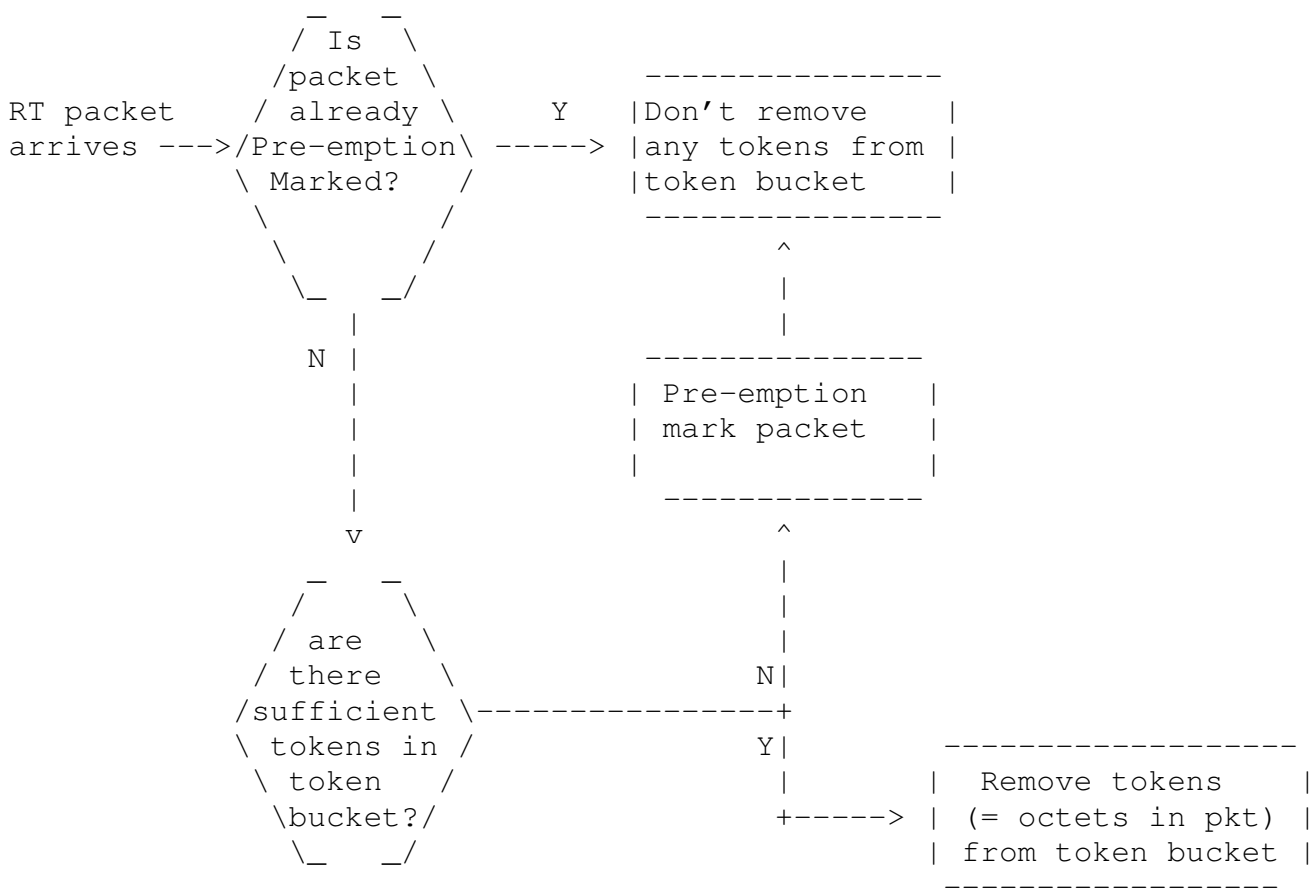 Is
packet
already
Pre-emption
Marked?
RT packet
arrives
Y
Don't remove
any tokens from
token bucket
N
Pre-emption
mark packet
are
there
sufficient
tokens in
token
bucket?
N
Y
Remove tokens
(= octets in pkt)
from token bucket